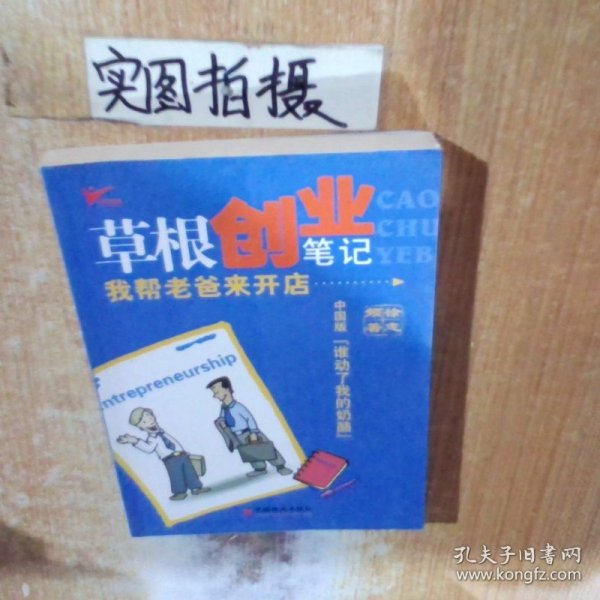 实图拍摄
CAO
CHU
YEB
草根创业
笔记
我帮老爸来开店
徐志
频著
中国版「谁动了我的奶酪」
entrepreneurship
孔夫子旧书网
www.kongfz.com